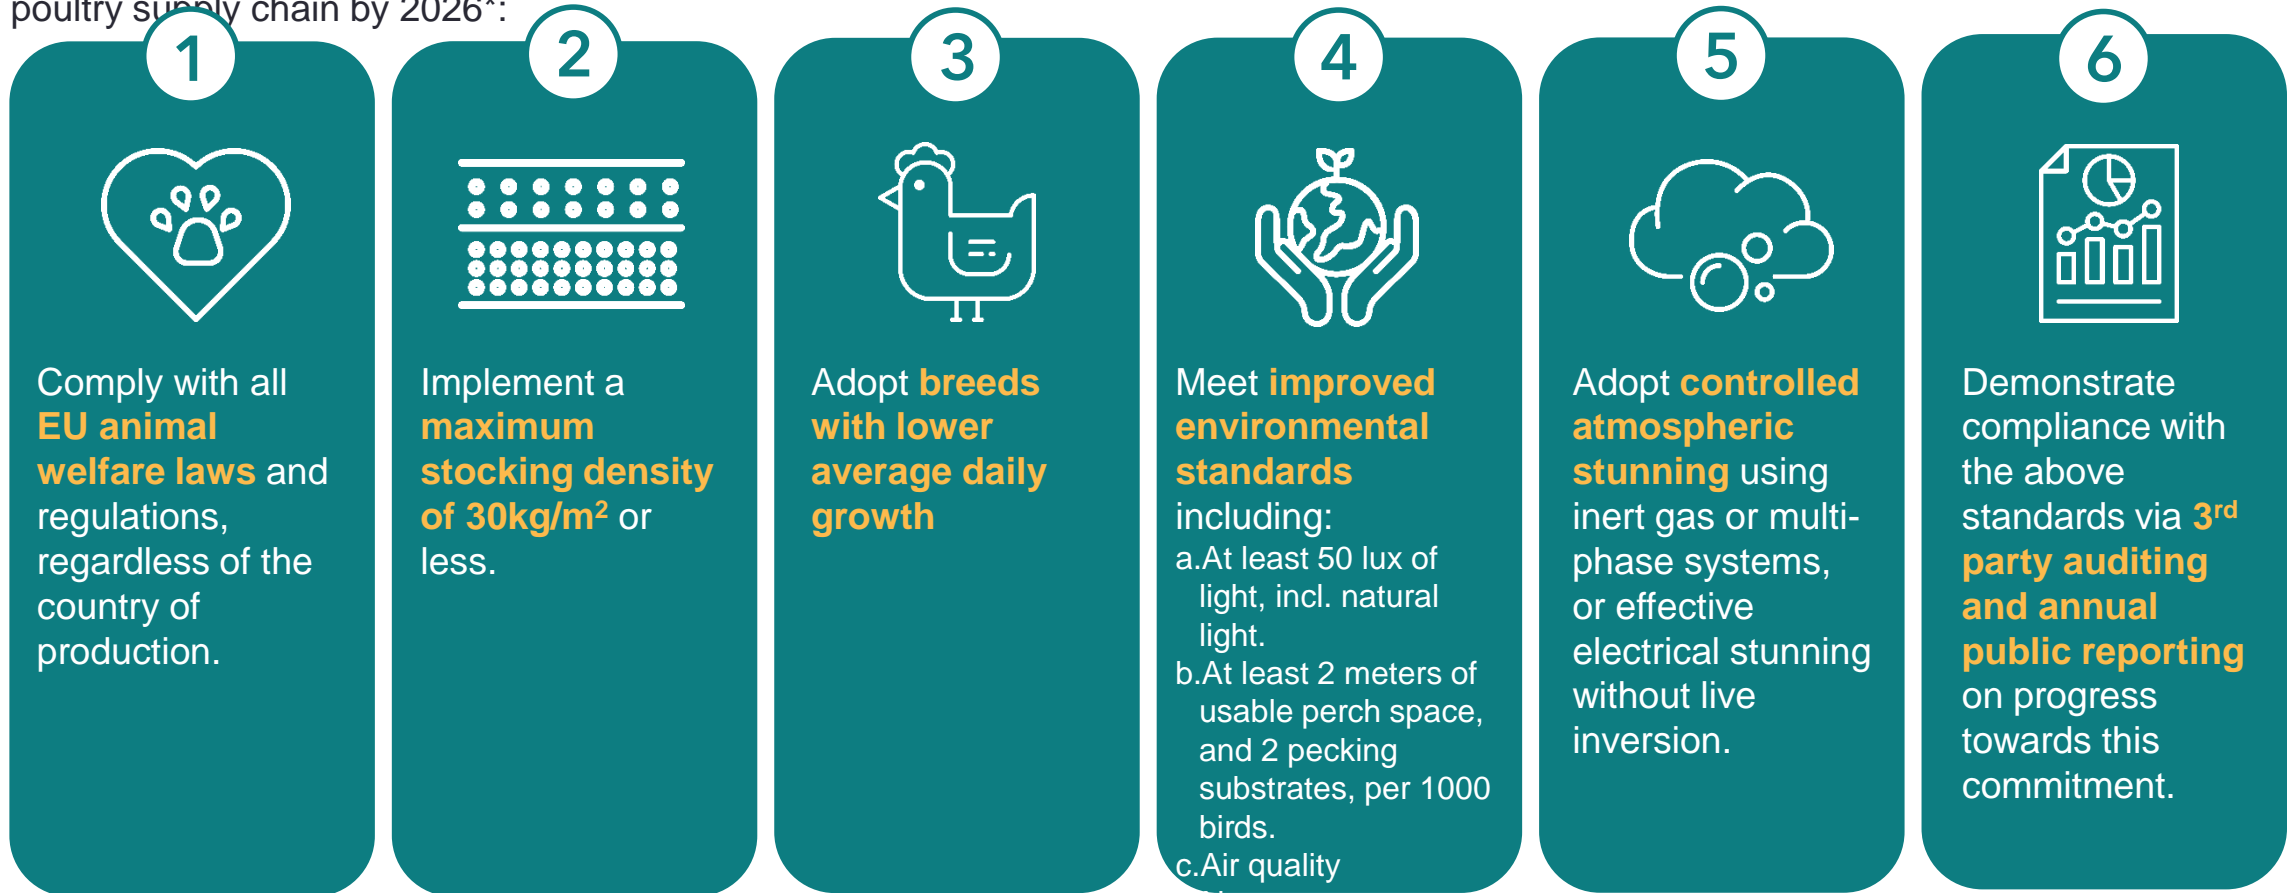 poultry supply chain by 2026*:
1
Comply with all
EU animal
welfare laws and
regulations,
regardless of the
country of
production.
2
Implement a
maximum
stocking density
of 30kg/m² or
less.
3
Adopt breeds
with lower
average daily
growth
4
Meet improved
environmental
standards
including:
a.At least 50 lux of
light, incl. natural
light.
b.At least 2 meters of
usable perch space,
and 2 pecking
substrates, per 1000
birds.
c.Air quality
5
Adopt controlled
atmospheric
stunning using
inert gas or multi-
phase systems,
or effective
electrical stunning
without live
inversion.
6
Demonstrate
compliance with
the above
standards via 3rd
party auditing
and annual
public reporting
on progress
towards this
commitment.